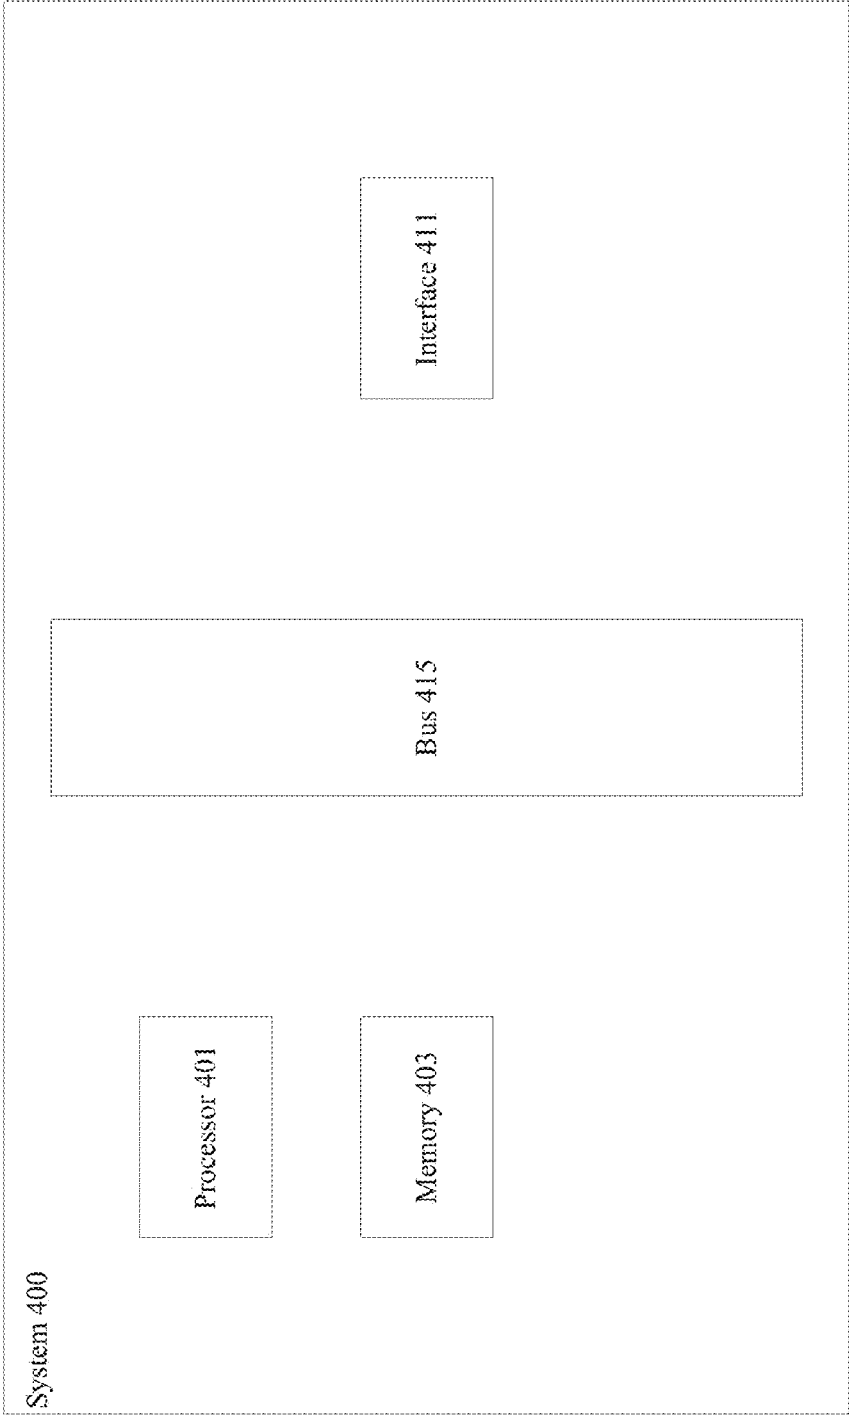 System 400
Processor 401
Memory 403
Bus 415
Interface 411